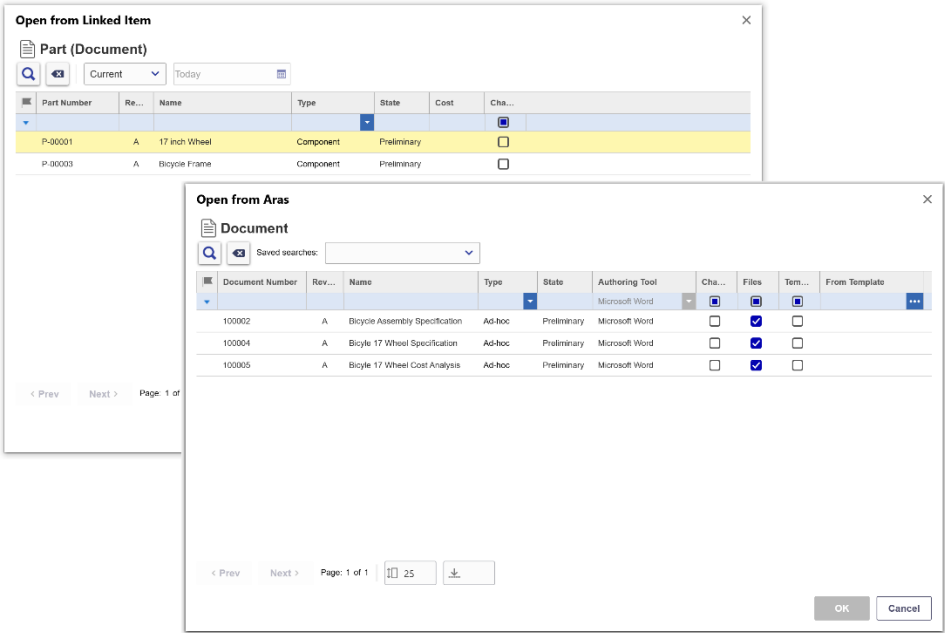 Open from Linked Item
Part (Document)
Current Today
Part Number Re... Name Type State Cost Cha...
P-00001 A 17 inch Wheel Component Preliminary
P-00003 A Bicycle Frame Component Preliminary
< Prev Next > Page: 1 of
Open from Aras
Document
Saved searches:
Document Number Rev... Name Type State Authoring Tool Cha... Files Tem... From Template
Microsoft Word
100002 A Bicycle Assembly Specification Ad-hoc Preliminary Microsoft Word
100004 A Bicyle 17 Wheel Specification Ad-hoc Preliminary Microsoft Word
100005 A Bicyle 17 Wheel Cost Analysis Ad-hoc Preliminary Microsoft Word
< Prev Next > Page: 1 of 1 25
OK Cancel